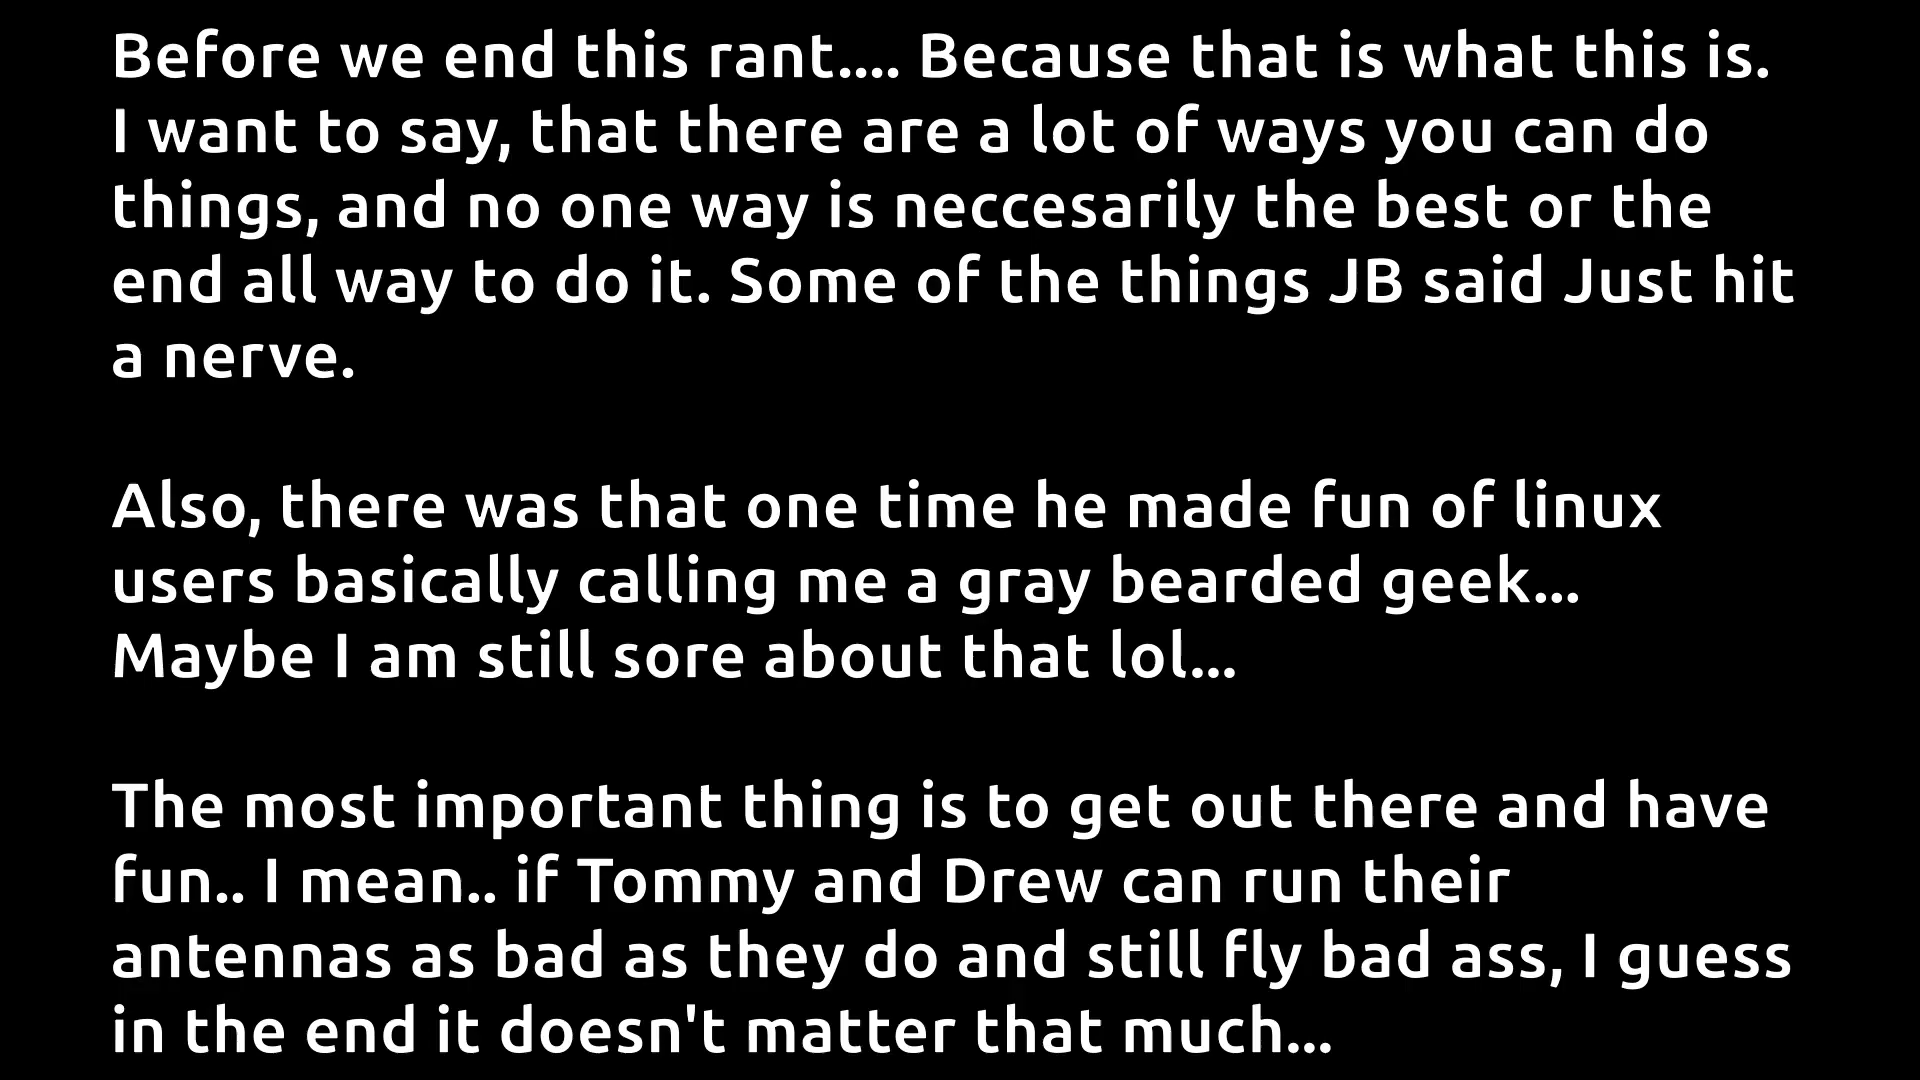 Before we end this rant.... Because that is what this is.
I want to say, that there are a lot of ways you can do
things, and no one way is neccesarily the best or the
end all way to do it. Some of the things JB said Just hit
a nerve.
Also, there was that one time he made fun of linux
users basically calling me a gray bearded geek...
Maybe I am still sore about that lol...
The most important thing is to get out there and have
fun.. I mean.. if Tommy and Drew can run their
antennas as bad as they do and still fly bad ass, I guess
in the end it doesn't matter that much...